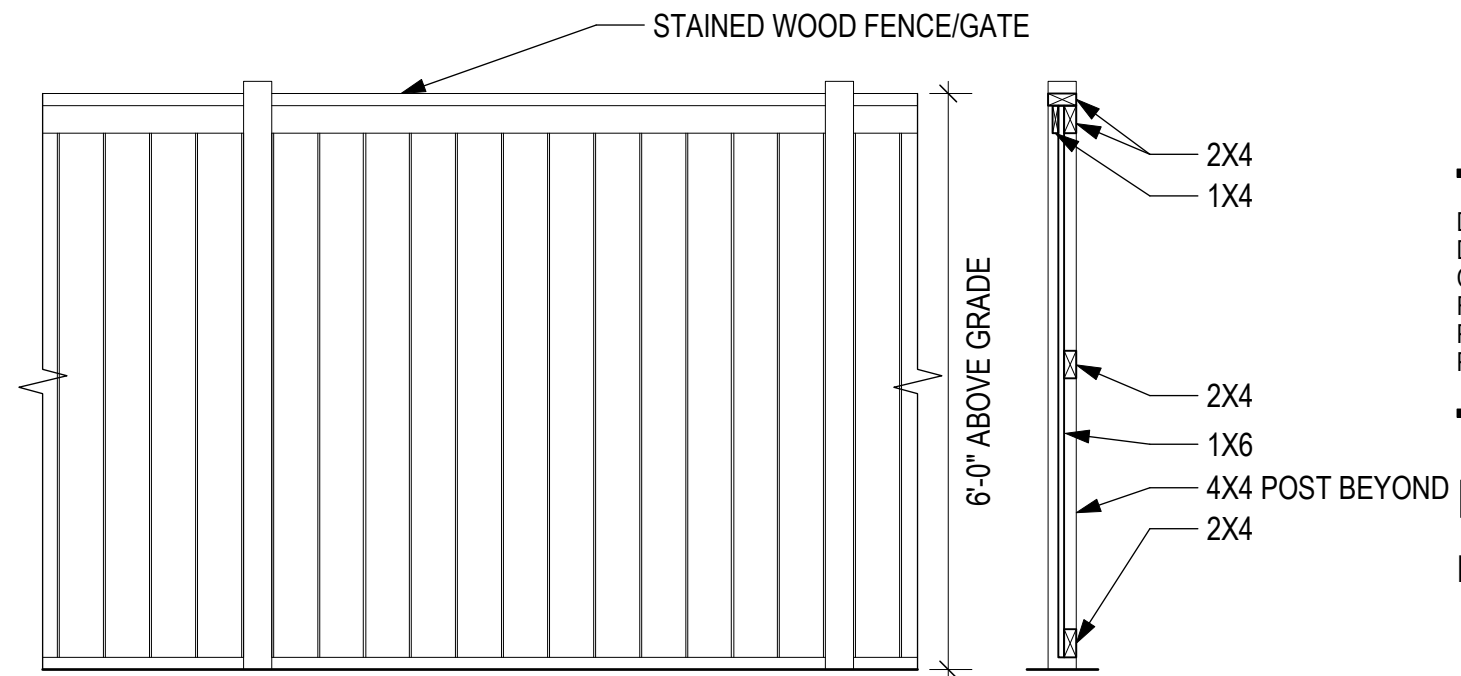 STAINED WOOD FENCE/GATE
2X4
1X4
6'-0" ABOVE GRADE
2X4
1X6
4X4 POST BEYOND
2X4